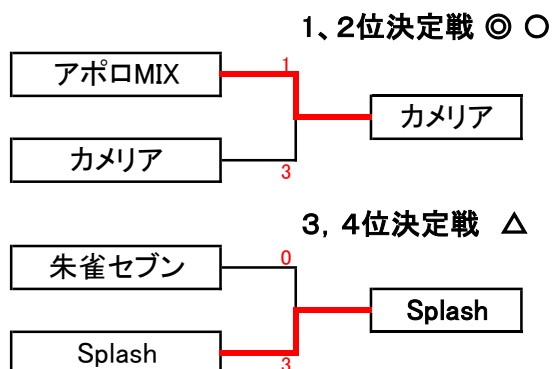 1、2位決定戦 ◎ ○
アポロMIX
1
カメリア
カメリア
3
3，4位決定戦 △
朱雀セブン
0
Splash
Splash
3